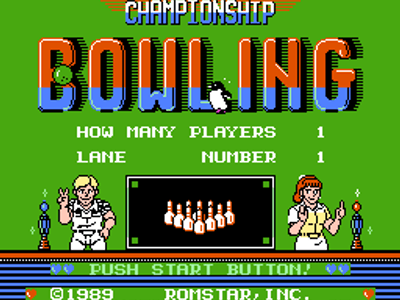 CHAMPIONSHIP
BOWLING
HOW MANY PLAYERS 1
LANE NUMBER 1
PUSH START BUTTON!
©1989 ROMSTAR, INC.